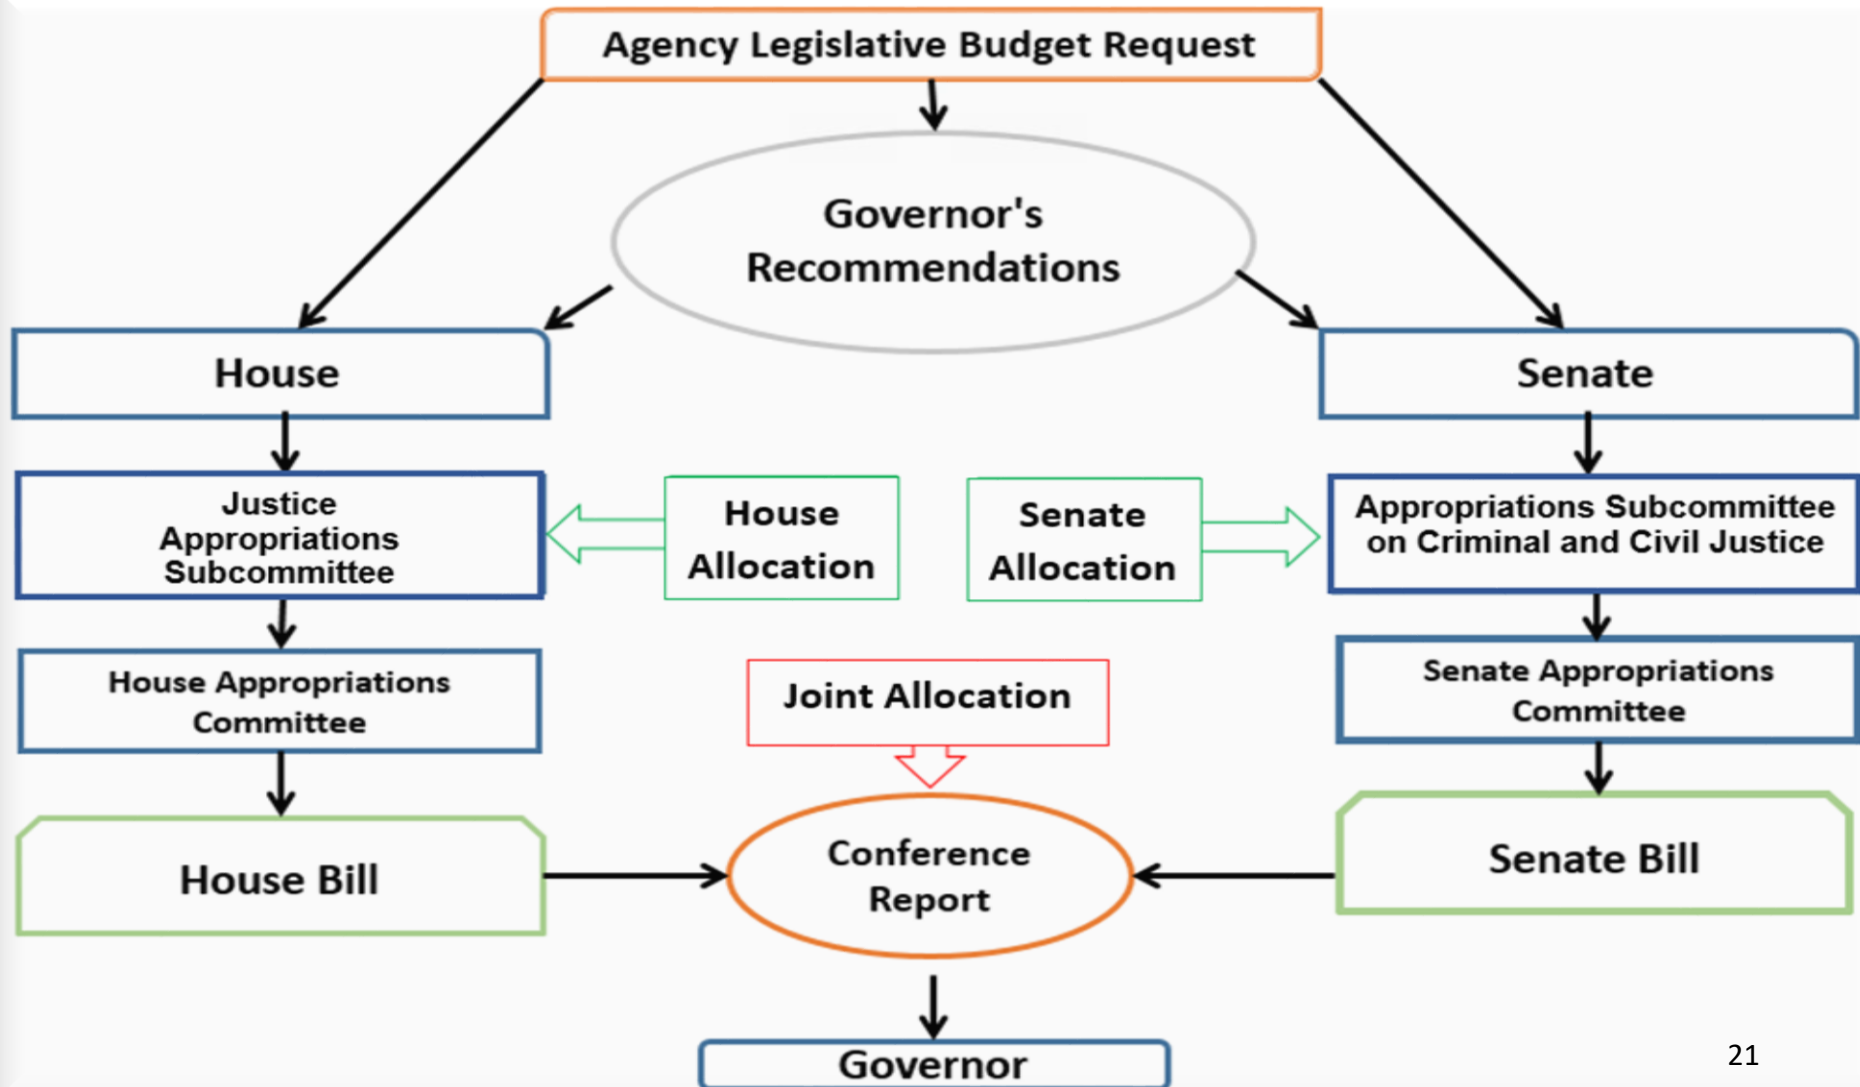 Agency Legislative Budget Request
Governor's
Recommendations
House
Senate
Justice
Appropriations
Subcommittee
House
Allocation
Senate
Allocation
Appropriations Subcommittee
on Criminal and Civil Justice
House Appropriations
Committee
Joint Allocation
Senate Appropriations
Committee
House Bill
Conference
Report
Senate Bill
Governor
21